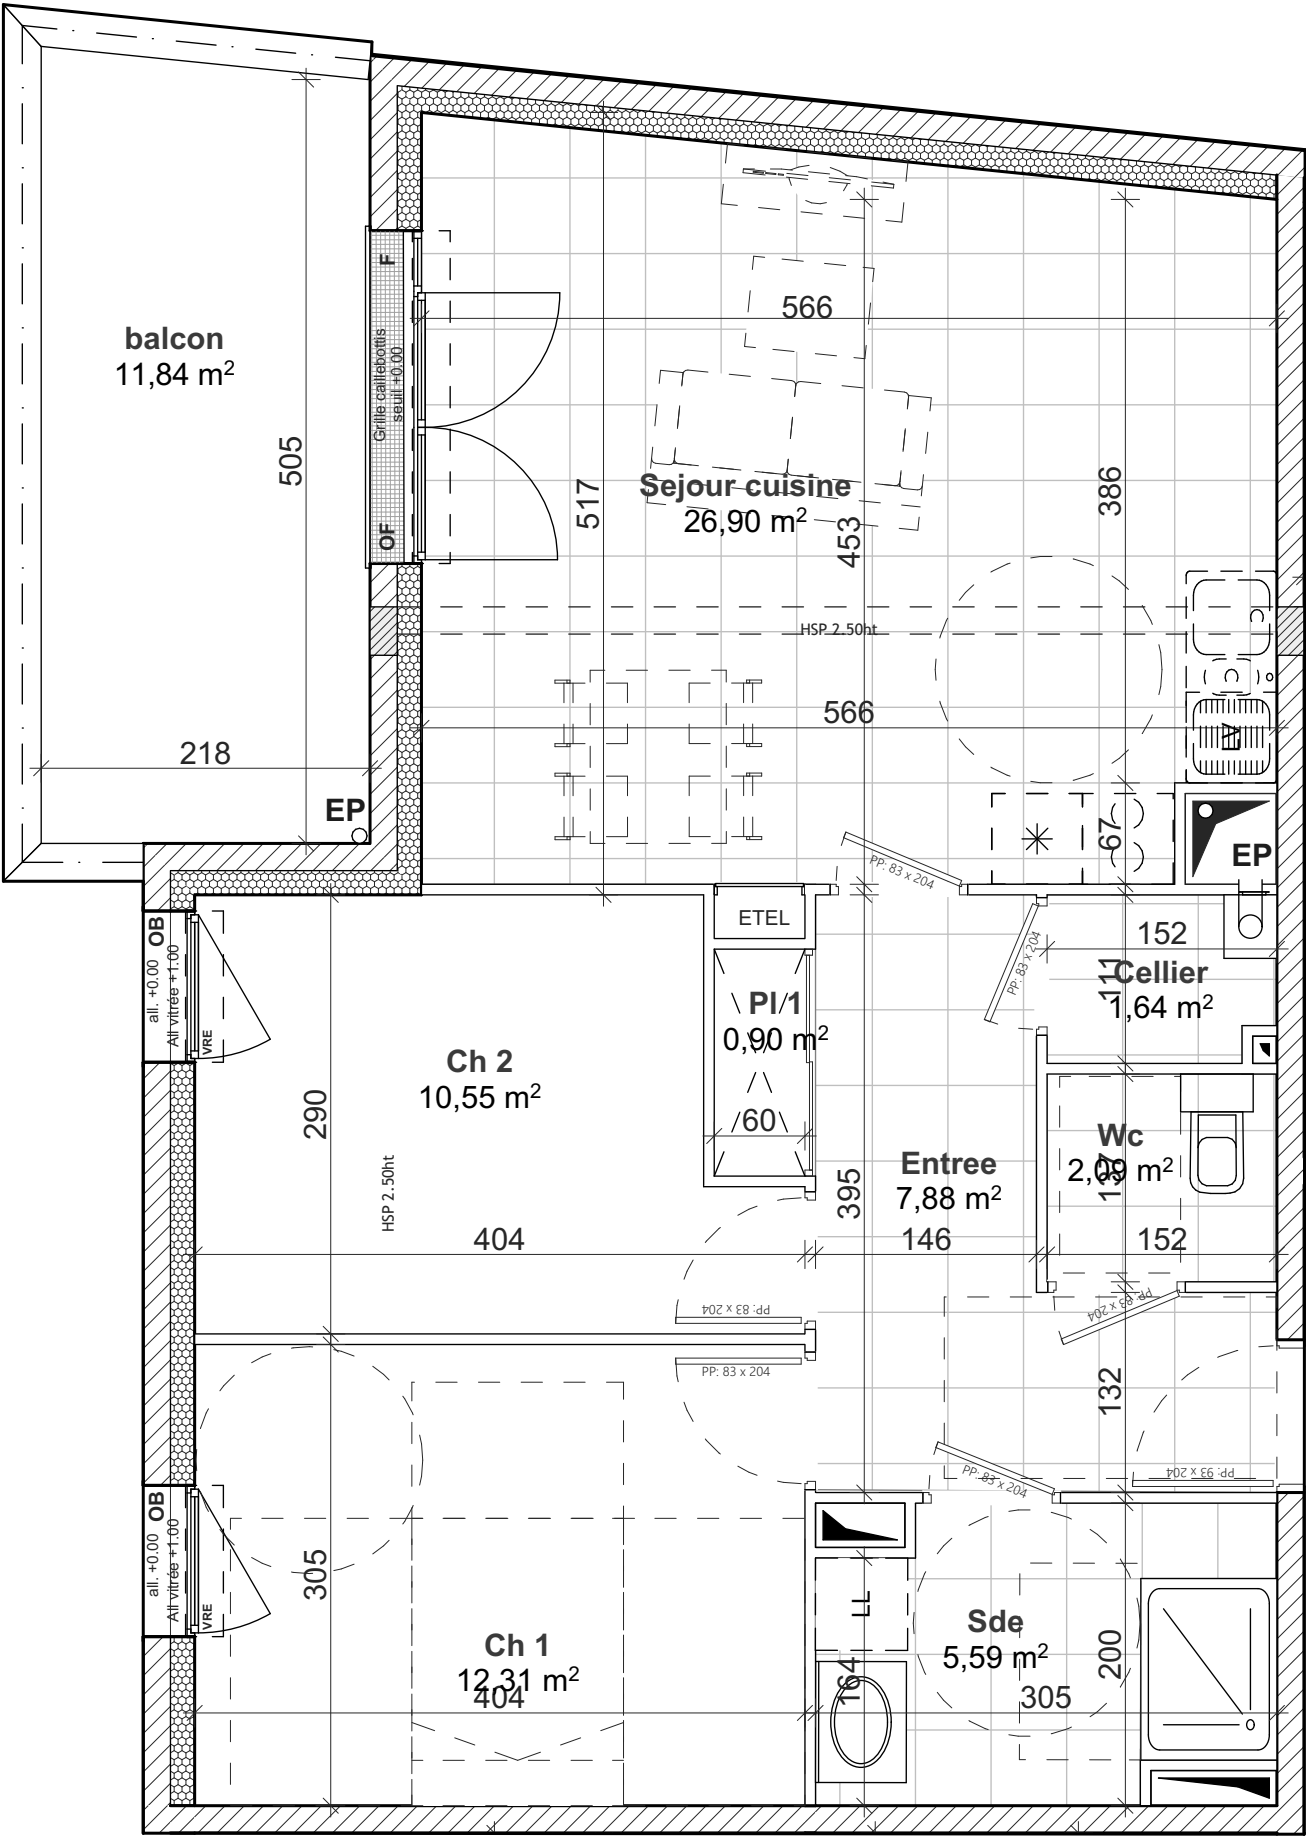 balcon
11,84 m²
505
218
EP
F
Grille caillebottis
seuil +0.00
OF
566
Sejour cuisine
26,90 m²
517
453
386
HSP 2.50ht
566
LV
67
EP
PP: 83 x 204
ETEL
PP: 83 x 204
152
111
Cellier
1,64 m²
OB
all. +0.00
All vitrée +1.00
VRE
Pl 1
0,90 m²
60
Ch 2
10,55 m²
290
HSP 2.50ht
404
Entree
7,88 m²
395
146
Wc
2,09 m²
137
152
PP: 83 x 204
PP: 83 x 204
PP: 83 x 204
132
PP: 93 x 204
PP: 83 x 204
OB
all. +0.00
All vitrée +1.00
VRE
305
Ch 1
12,31 m²
404
LL
164
Sde
5,59 m²
305
200